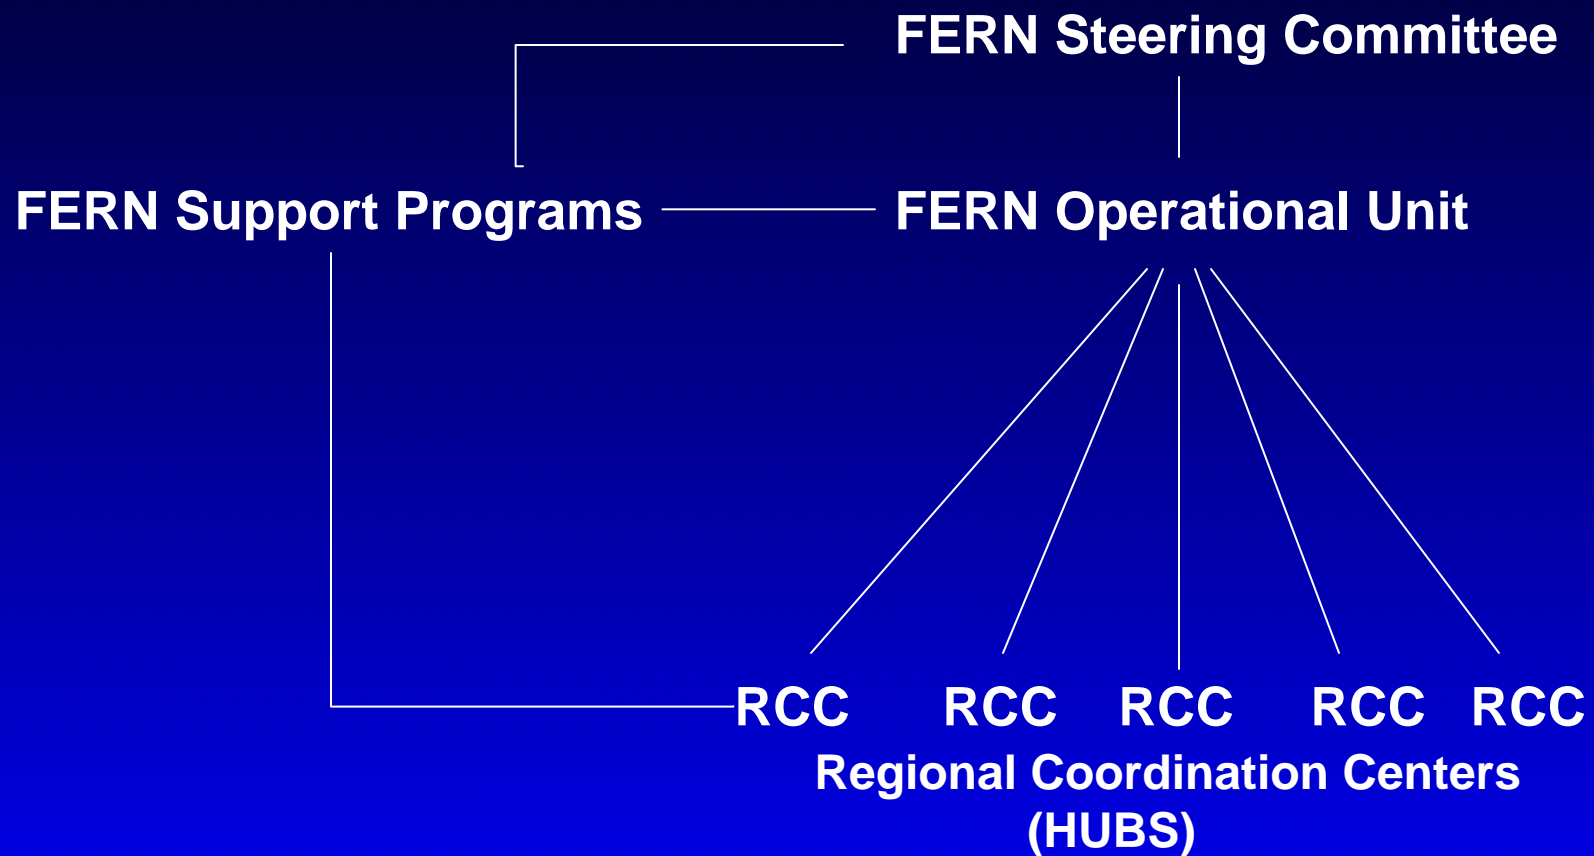 FERN Steering Committee
FERN Support Programs FERN Operational Unit
RCC RCC RCC RCC RCC
Regional Coordination Centers
(HUBS)